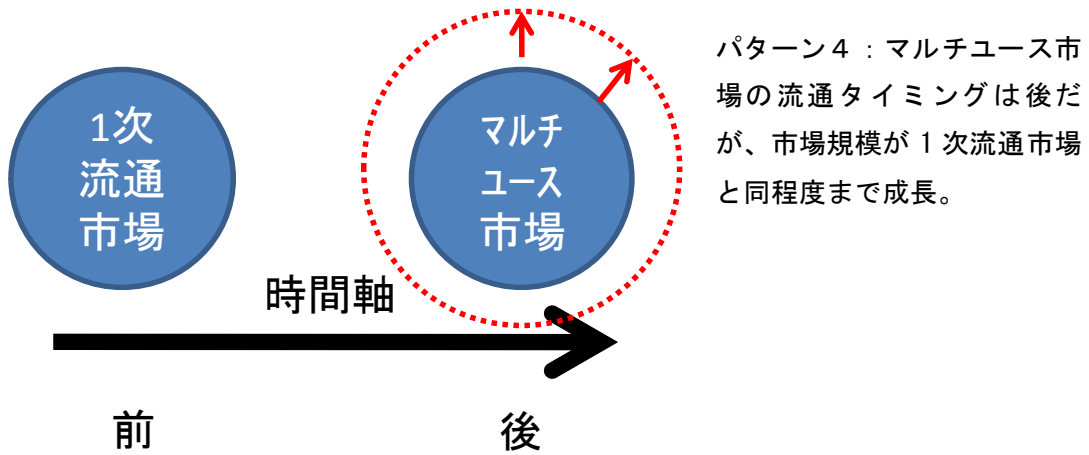 1次
流通
市場
マルチ
ユース
市場
パターン４：マルチユース市
場の流通タイミングは後だ
が、市場規模が１次流通市場
と同程度まで成長。
時間軸
前
後